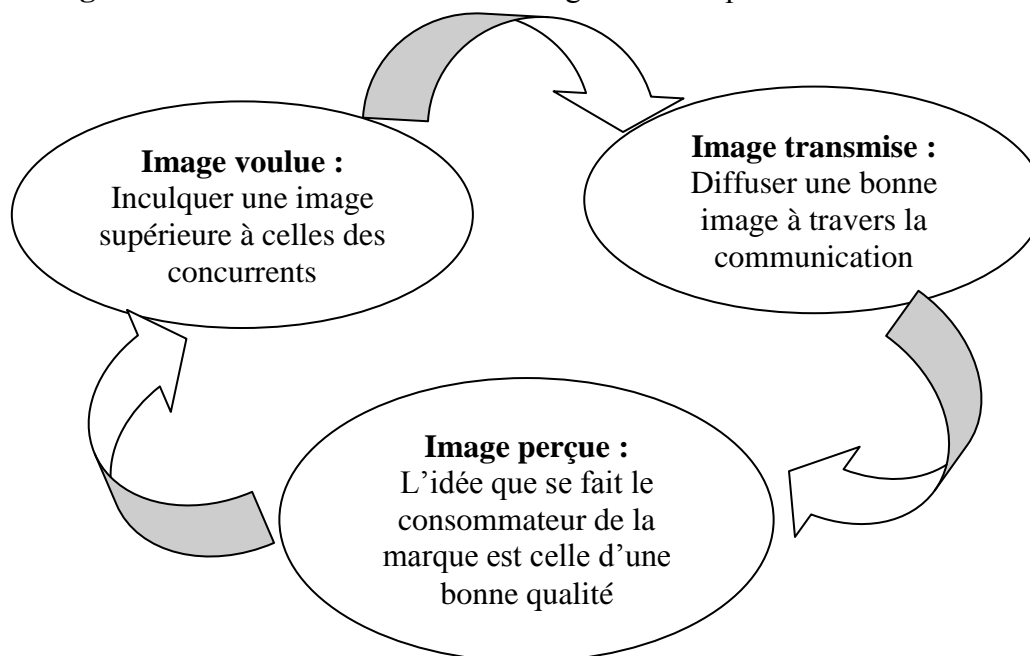 Image voulue :
Inculquer une image
supérieure à celles des
concurrents
Image transmise :
Diffuser une bonne
image à travers la
communication
Image perçue :
L’idée que se fait le
consommateur de la
marque est celle d’une
bonne qualité